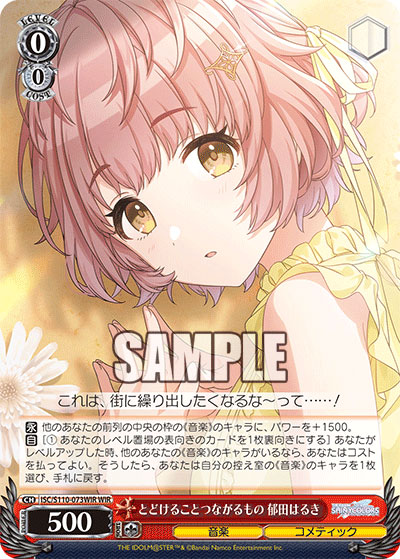 LEVEL
0
0
COST
SAMPLE
これは、街に繰り出したくなるな～って……！
永 他のあなたの前列の中央の枠の《音楽》のキャラに、パワーを＋1500。
自 ［① あなたのレベル置場の表向きのカードを1枚裏向きにする］ あなたが
レベルアップした時、他のあなたの《音楽》のキャラがいるなら、あなたはコスト
を払ってよい。そうしたら、あなたは自分の控え室の《音楽》のキャラを1枚
選び、手札に戻す。
CH ISC/S110-073WIR WIR
とどけることつながるもの 郁田はるき
SHINYCOLORS
POWER
500
音楽
コメティック
THE IDOLM@STER™& ©Bandai Namco Entertainment Inc.